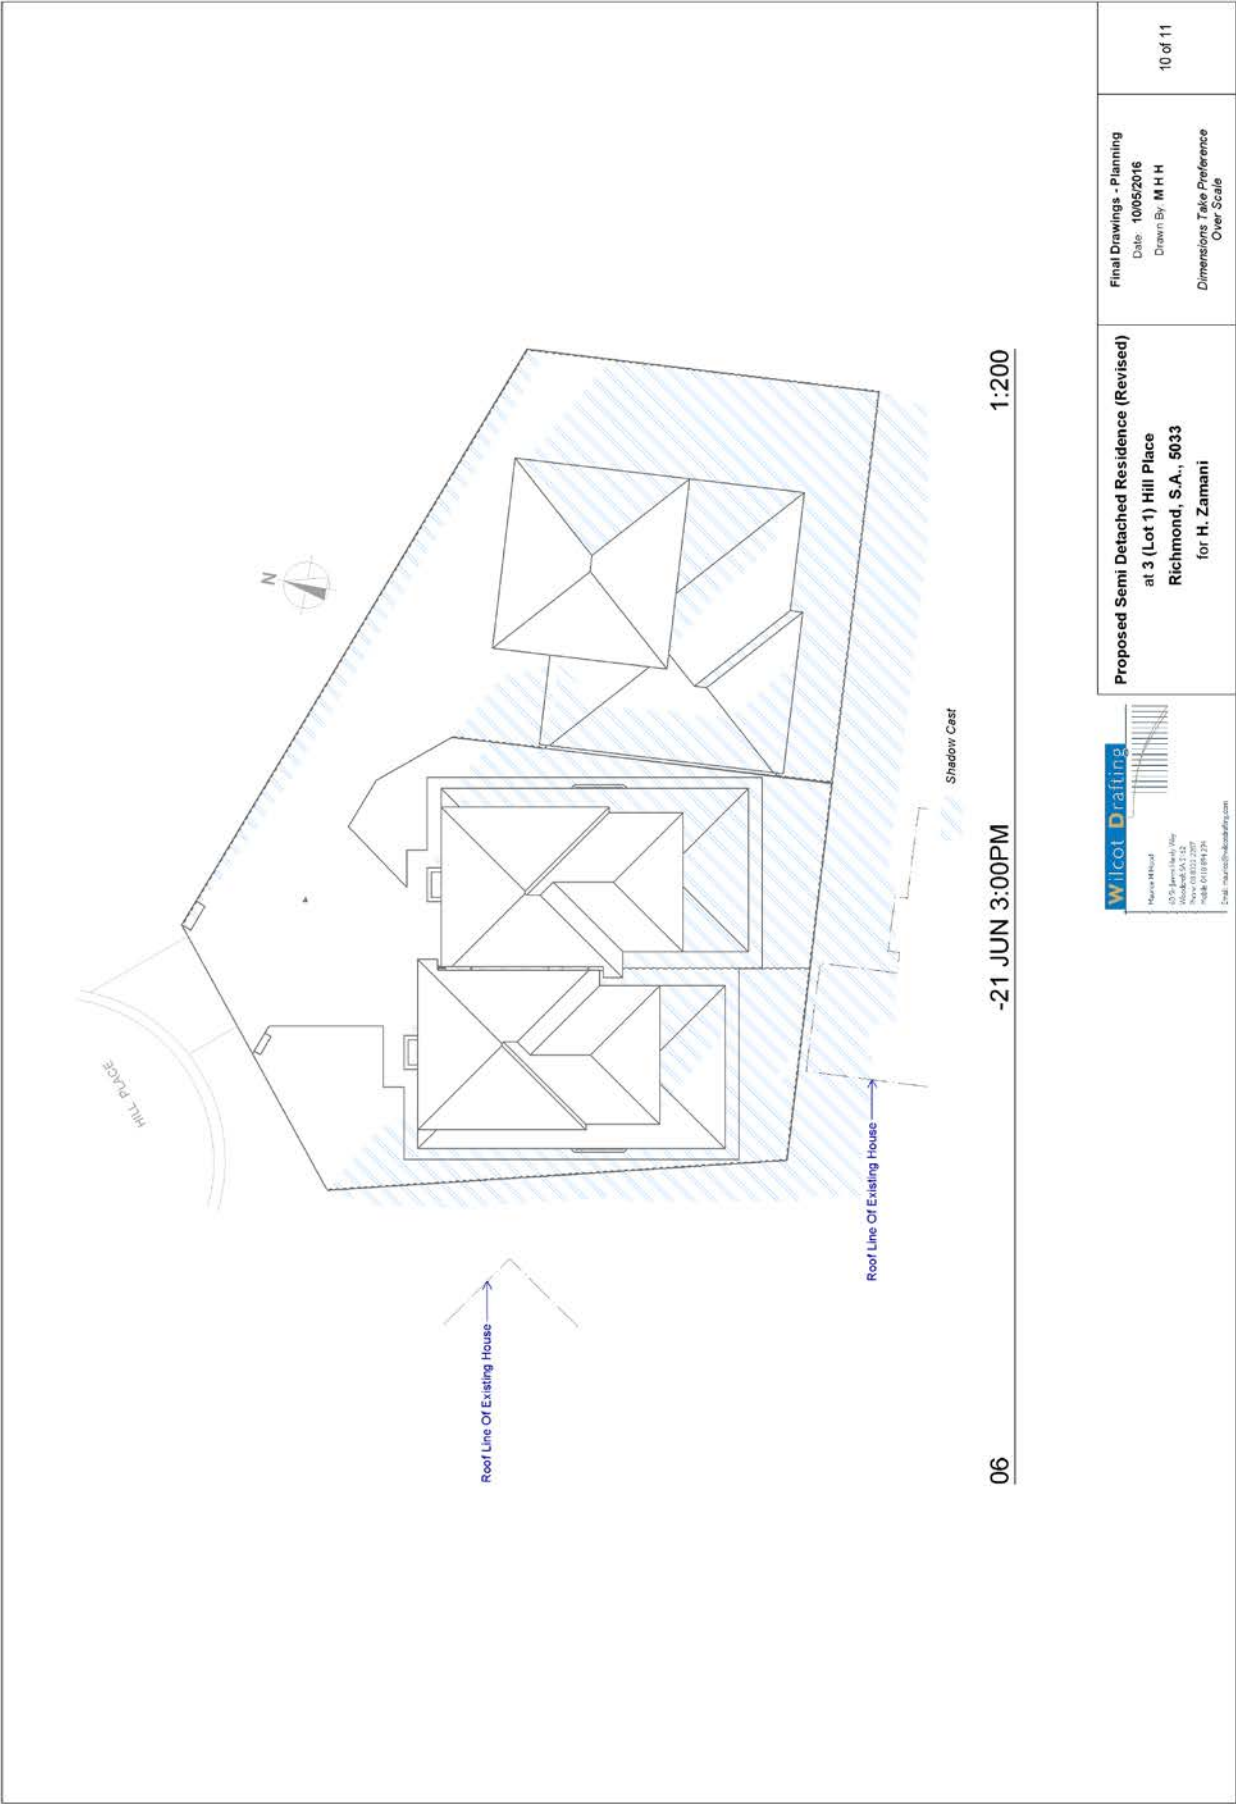 HILL PLACE
N
Roof Line Of Existing House
Roof Line Of Existing House
Shadow Cast
06
-21 JUN 3:00PM
1:200
Wilcot Drafting
Proposed Semi Detached Residence (Revised)
at 3 (Lot 1) Hill Place
Richmond, S.A., 5033
for H. Zamani
Final Drawings - Planning
Date: 10/05/2016
Drawn By: M H H
Dimensions Take Preference
Over Scale
10 of 11